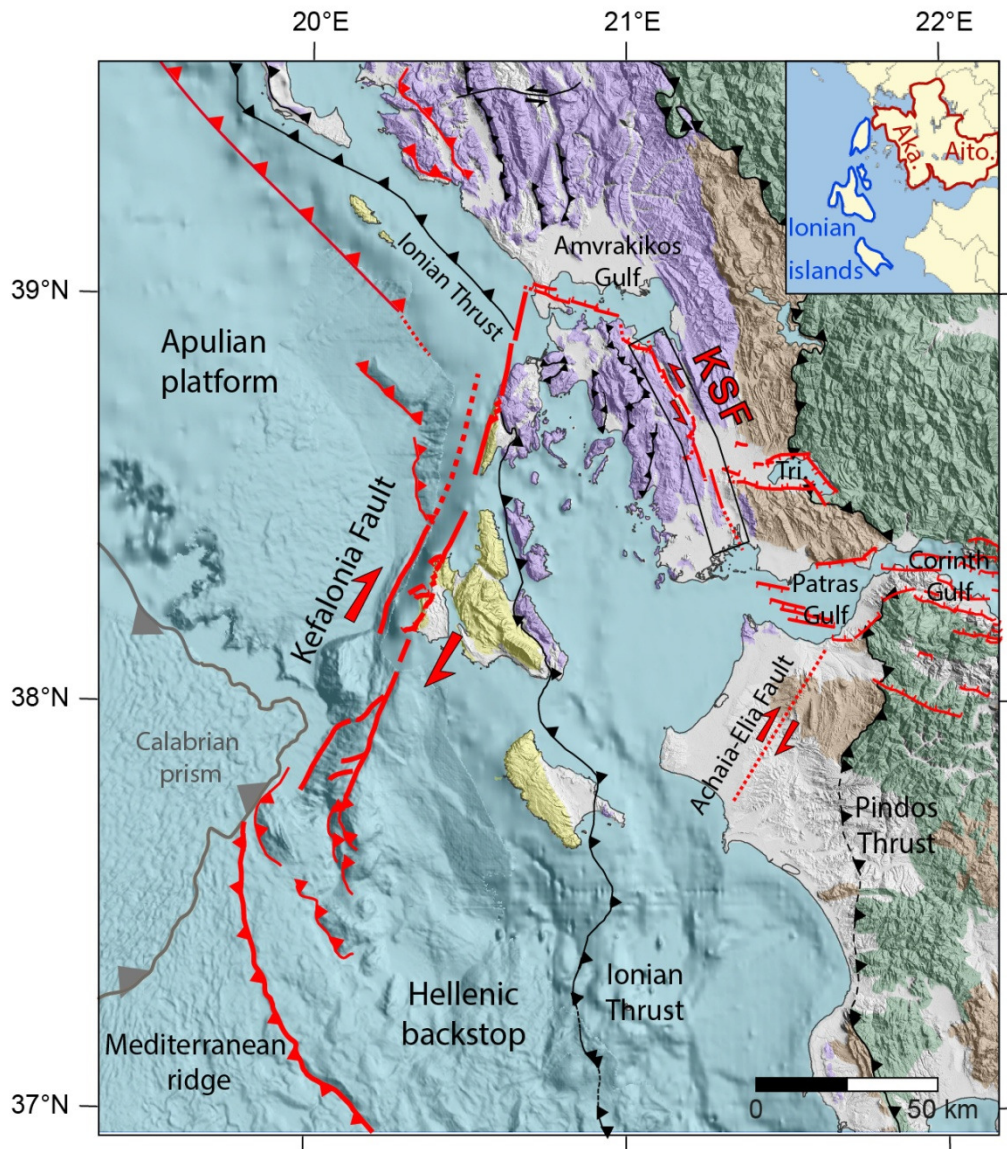 20°E
21°E
22°E
39°N
38°N
37°N
Aka.
Aito.
Ionian
islands
Amvrakikos
Gulf
Ionian Thrust
Apulian
platform
KSF
Tri.
Kefalonia Fault
Patras
Gulf
Corinth
Gulf
Achaia-Elia Fault
Calabrian
prism
Pindos
Thrust
Hellenic
backstop
Ionian
Thrust
Mediterranean
ridge
0
50 km